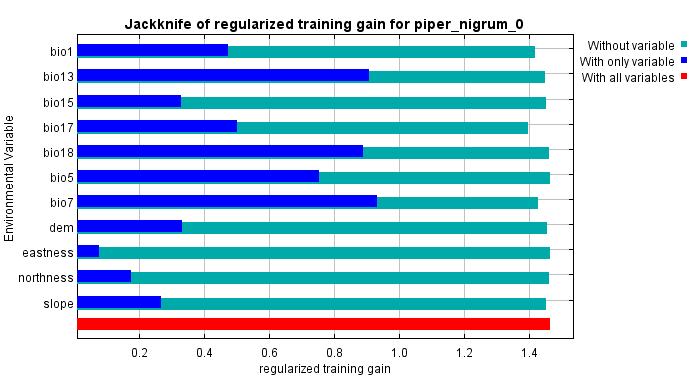 Jackknife of regularized training gain for piper_nigrum_0
Without variable
With only variable
With all variables
Environmental Variable
bio1
bio13
bio15
bio17
bio18
bio5
bio7
dem
eastness
northness
slope
0.2 0.4 0.6 0.8 1.0 1.2 1.4
regularized training gain